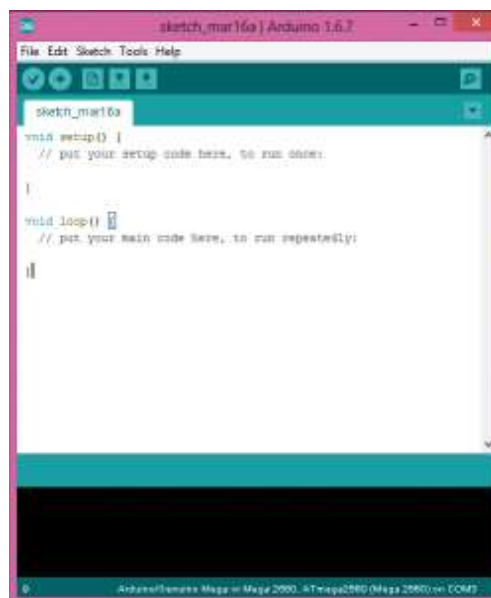 sketch_mar16a | Arduino 1.6.7
File Edit Sketch Tools Help
sketch_mar16a
void setup() {
// put your setup code here, to run once:
}
void loop() {
// put your main code here, to run repeatedly:
}
Arduino/Genuino Mega or Mega 2560, ATmega2560 (Mega 2560) on COM3